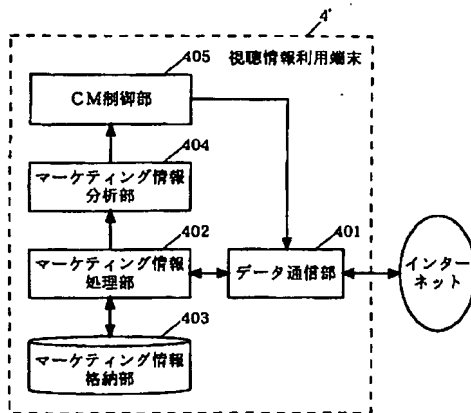 4'
405
視聴情報利用端末
CM制御部
404
マーケティング情報
分析部
402
401
マーケティング情報
処理部
データ通信部
インター
ネット
403
マーケティング情報
格納部